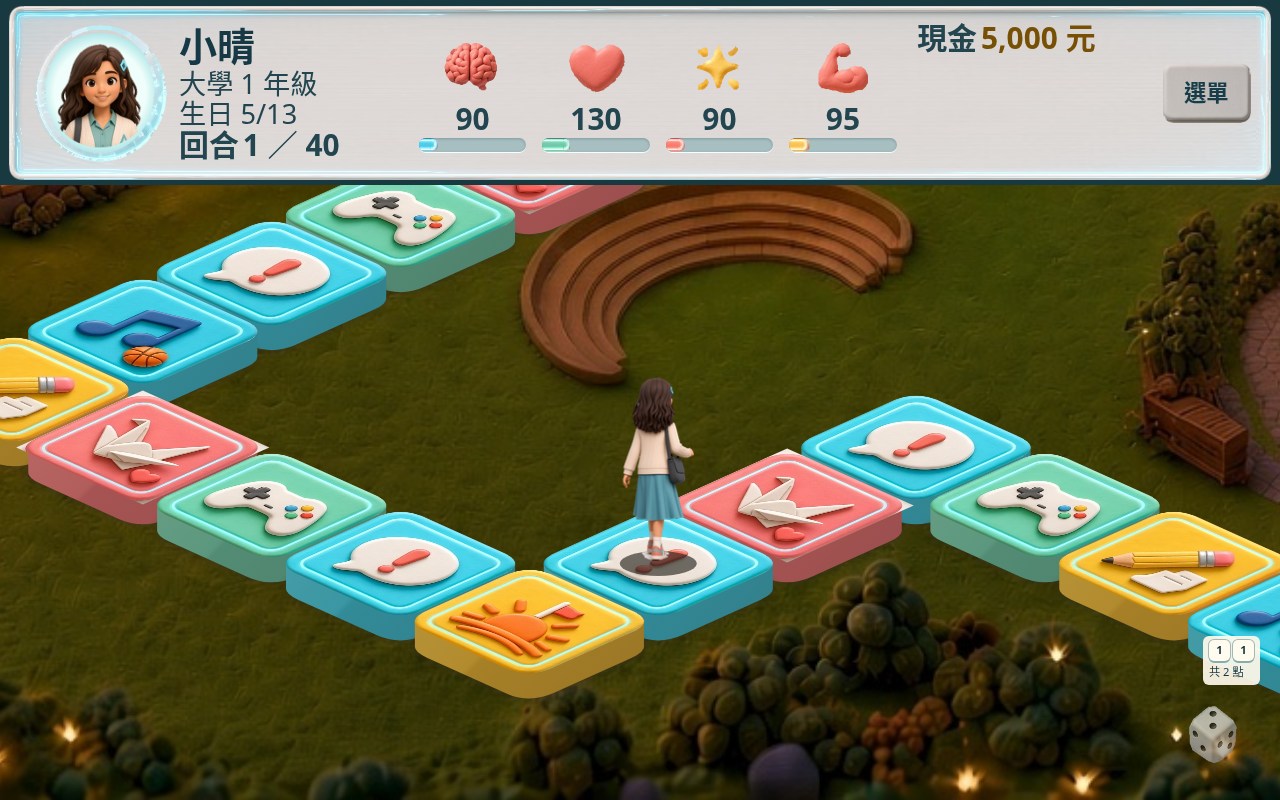 小晴
大學 1 年級
生日 5/13
回合 1 ／ 40
90
130
90
95
現金 5,000 元
選單
1 1
共 2 點